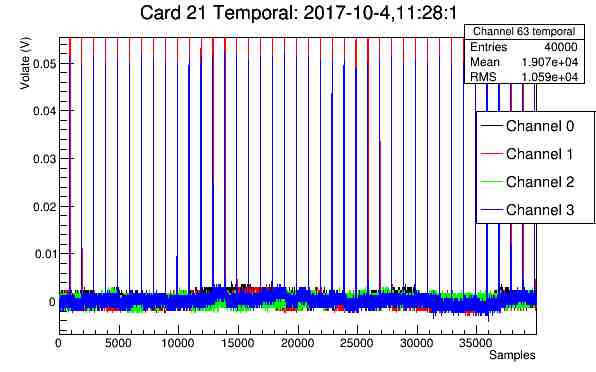 Card 21 Temporal: 2017-10-4,11:28:1
Channel 63 temporal
Entries 40000
Mean 1.907e+04
RMS 1.059e+04
Volate (V)
0.05
0.04
0.03
0.02
0.01
0
Channel 0
Channel 1
Channel 2
Channel 3
0 5000 10000 15000 20000 25000 30000 35000
Samples